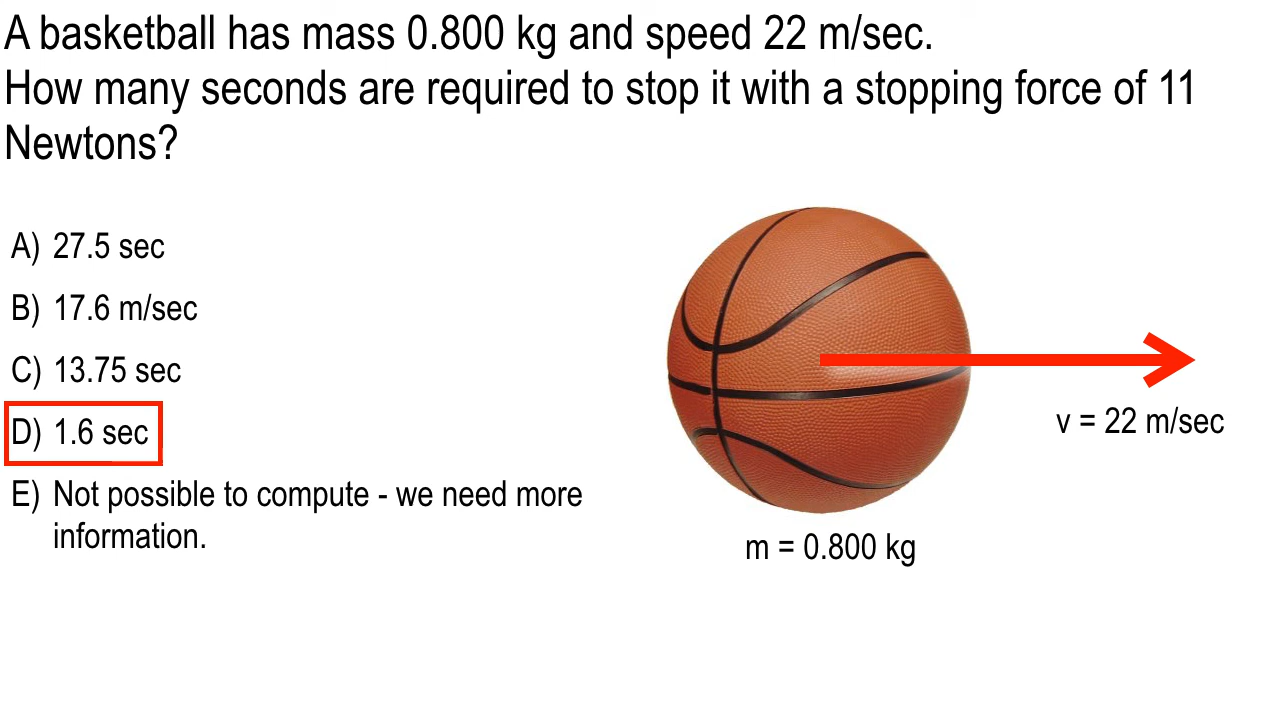 A basketball has mass 0.800 kg and speed 22 m/sec.
How many seconds are required to stop it with a stopping force of 11
Newtons?
A) 27.5 sec
B) 17.6 m/sec
C) 13.75 sec
D) 1.6 sec
E) Not possible to compute - we need more
information.
v = 22 m/sec
m = 0.800 kg